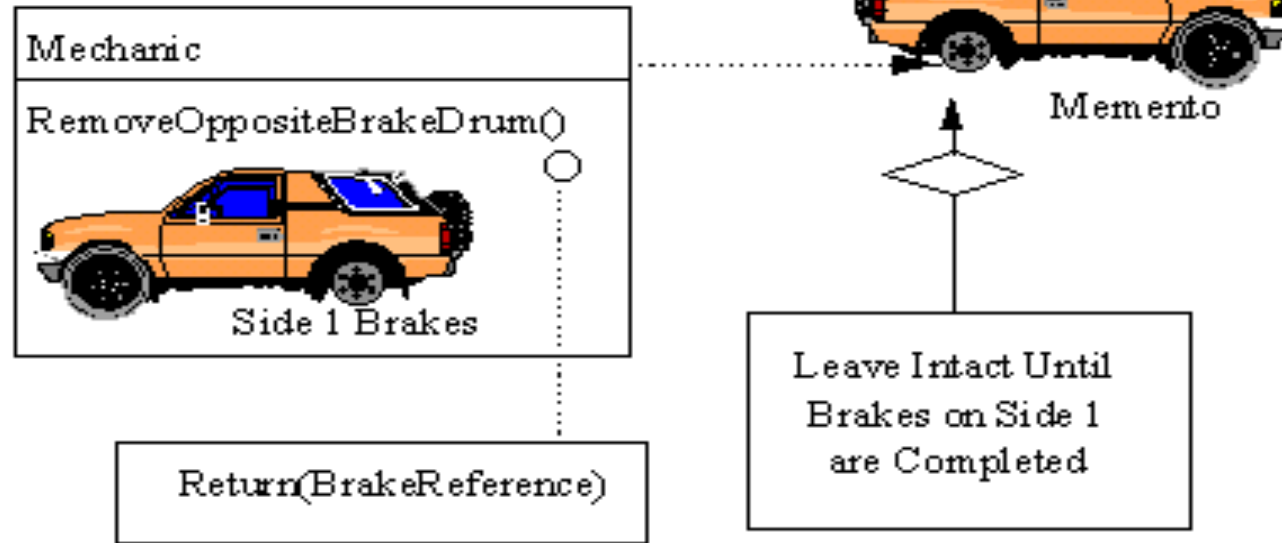 Mechanic
RemoveOppositeBrakeDrum()
Side 1 Brakes
Return(BrakeReference)
Memento
Leave Intact Until
Brakes on Side 1
are Completed